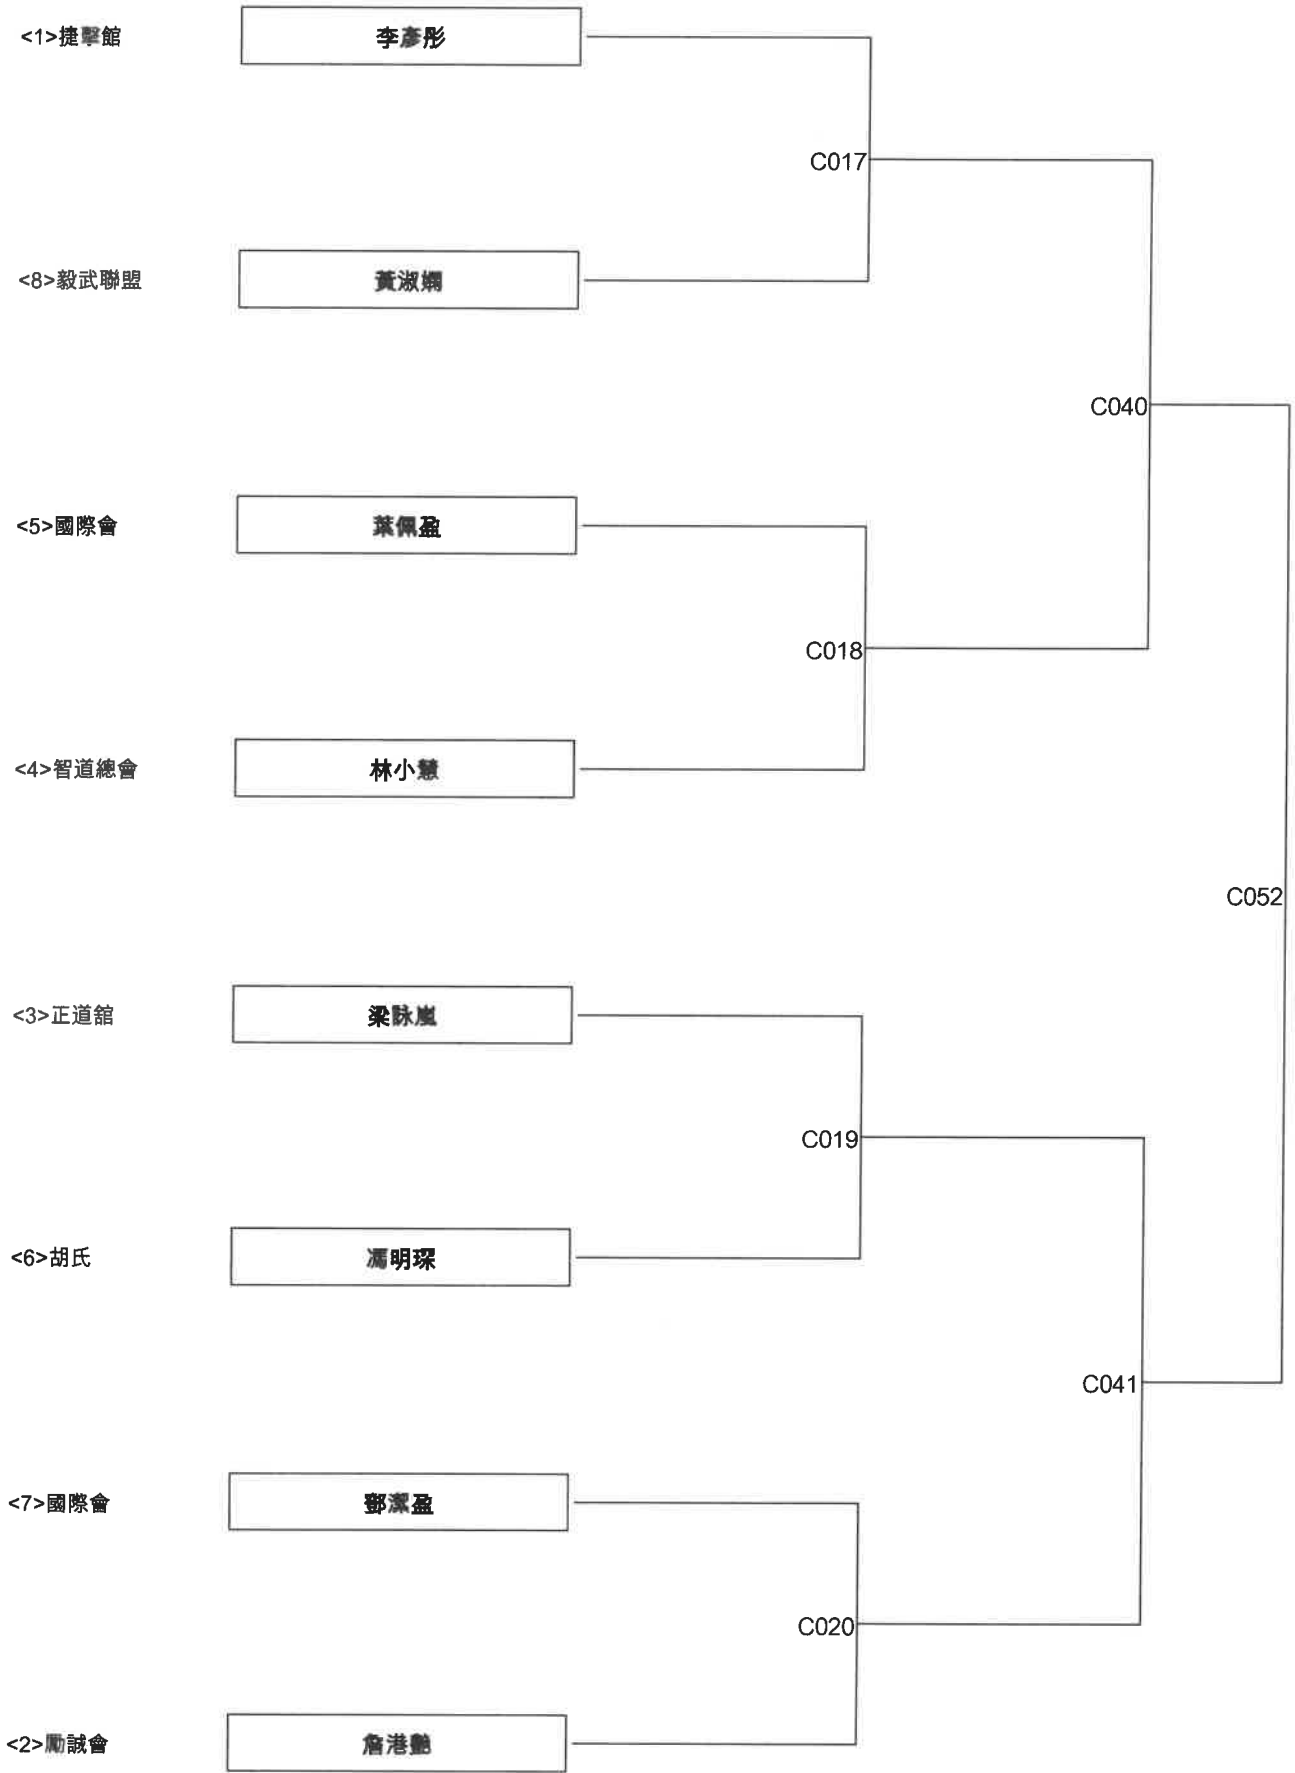 <1>捷擊館 李彥彤
C017
<8>毅武聯盟 黃淑嫻
C040
<5>國際會 葉佩盈
C018
<4>智道總會 林小慧
C052
<3>正道舘 梁詠嵐
C019
<6>胡氏 馮明琛
C041
<7>國際會 鄧潔盈
C020
<2>勵誠會 詹港艷